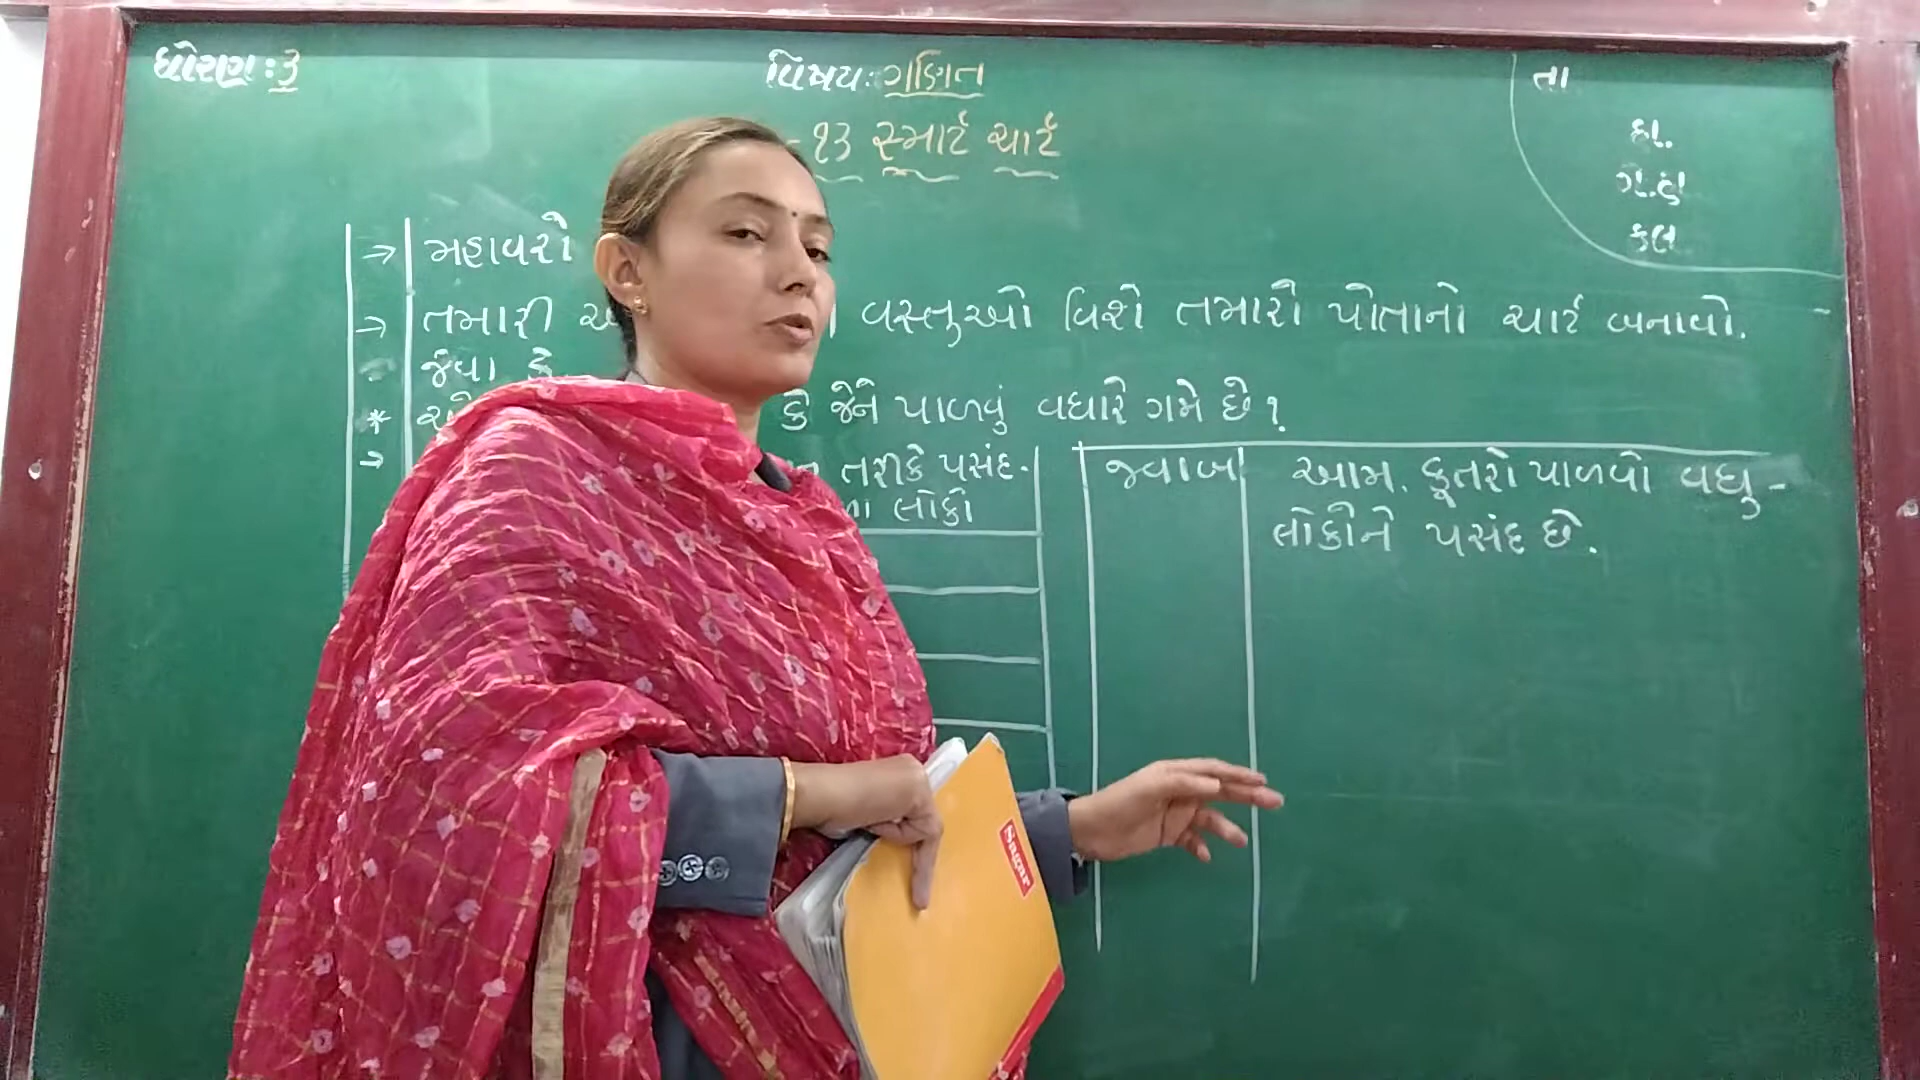 ધોરણ : ૩
વિષય : ગણિત
તા
- ૧૩ સ્માર્ટ ચાર્ટ
હા.
ગે.હા
કુલ
→ મહાવરો
→ તમારી વસ્તુઓ વિશે તમારો પોતાનો ચાર્ટ બનાવો.
જેવા કે
* કે જેને પાળવું વધારે ગમે છે ?
→ તરીકે પસંદ-
લોકો
જવાબ
આમ. કૂતરો પાળવો વધુ -
લોકોને પસંદ છે.
Sagar